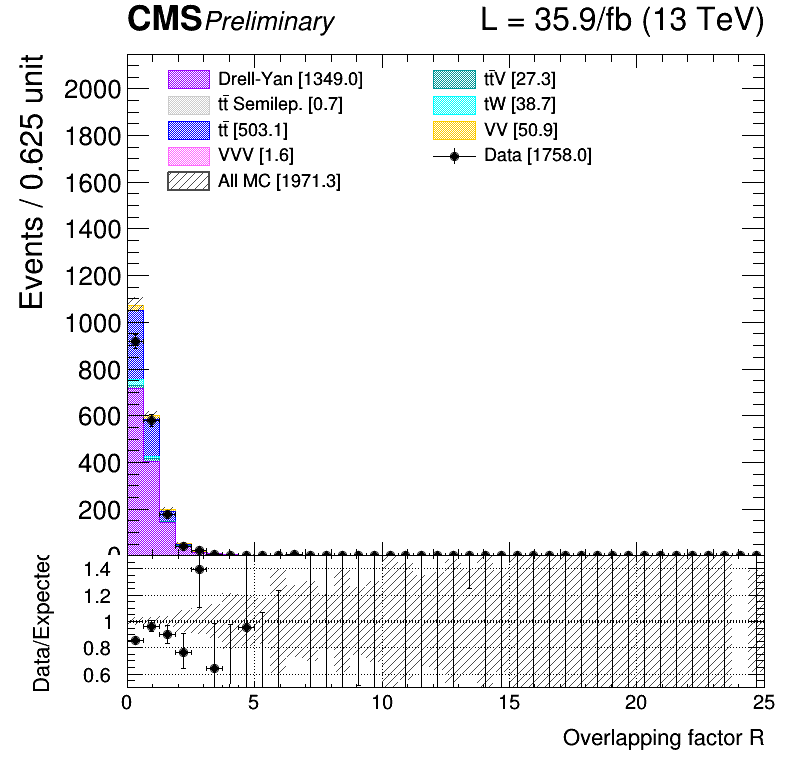 CMS Preliminary L = 35.9/fb (13 TeV)
Events / 0.625 unit
Drell-Yan [1349.0]
tt̄ Semilep. [0.7]
tt̄ [503.1]
VVV [1.6]
All MC [1971.3]
tt̄V [27.3]
tW [38.7]
VV [50.9]
Data [1758.0]
2000
1800
1600
1400
1200
1000
800
600
400
200
0
Data/Expected
1.4
1.2
1
0.8
0.6
0 5 10 15 20 25
Overlapping factor R